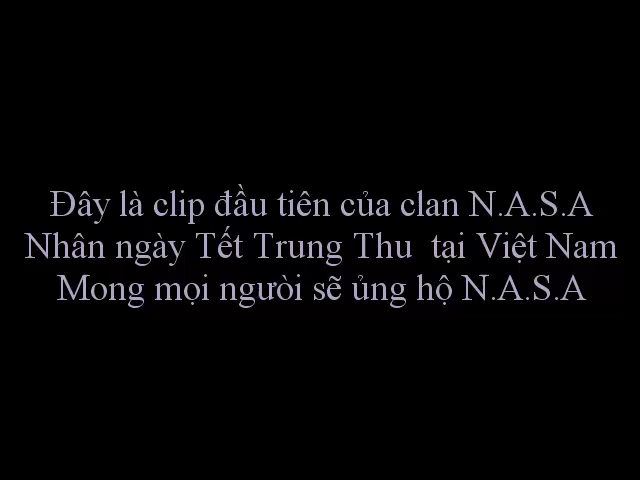 Đây là clip đầu tiên của clan N.A.S.A
Nhân ngày Tết Trung Thu  tại Việt Nam
Mong mọi người sẽ ủng hộ N.A.S.A